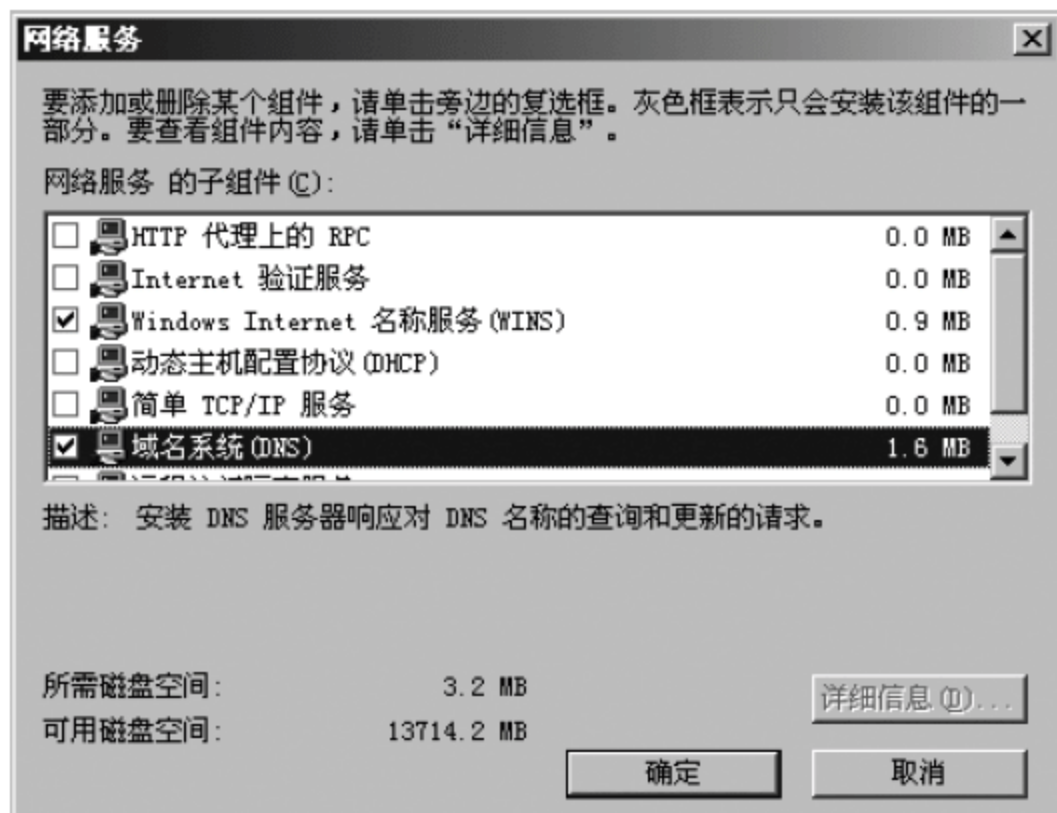 网络服务
要添加或删除某个组件，请单击旁边的复选框。灰色框表示只会安装该组件的一
部分。要查看组件内容，请单击“详细信息”。
网络服务 的子组件(C):
HTTP 代理上的 RPC 0.0 MB
Internet 验证服务 0.0 MB
Windows Internet 名称服务(WINS) 0.9 MB
动态主机配置协议(DHCP) 0.0 MB
简单 TCP/IP 服务 0.0 MB
域名系统(DNS) 1.6 MB
描述: 安装 DNS 服务器响应对 DNS 名称的查询和更新的请求。
所需磁盘空间: 3.2 MB
详细信息(D)...
可用磁盘空间: 13714.2 MB
确定 取消